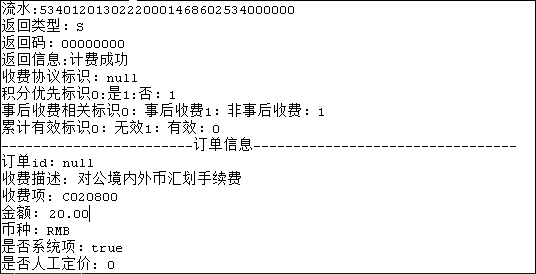 流水:53401201302220001468602534000000
返回类型: S
返回码: 00000000
返回信息:计费成功
收费协议标识: null
积分优先标识0:是1:否: 1
事后收费相关标识0: 事后收费1: 非事后收费: 1
累计有效标识0: 无效1: 有效: 0
----------------------订单信息------------------------------
订单id: null
收费描述: 对公境内外币汇划手续费
收费项: C020800
金额: 20.00
币种: RMB
是否系统项: true
是否人工定价: 0